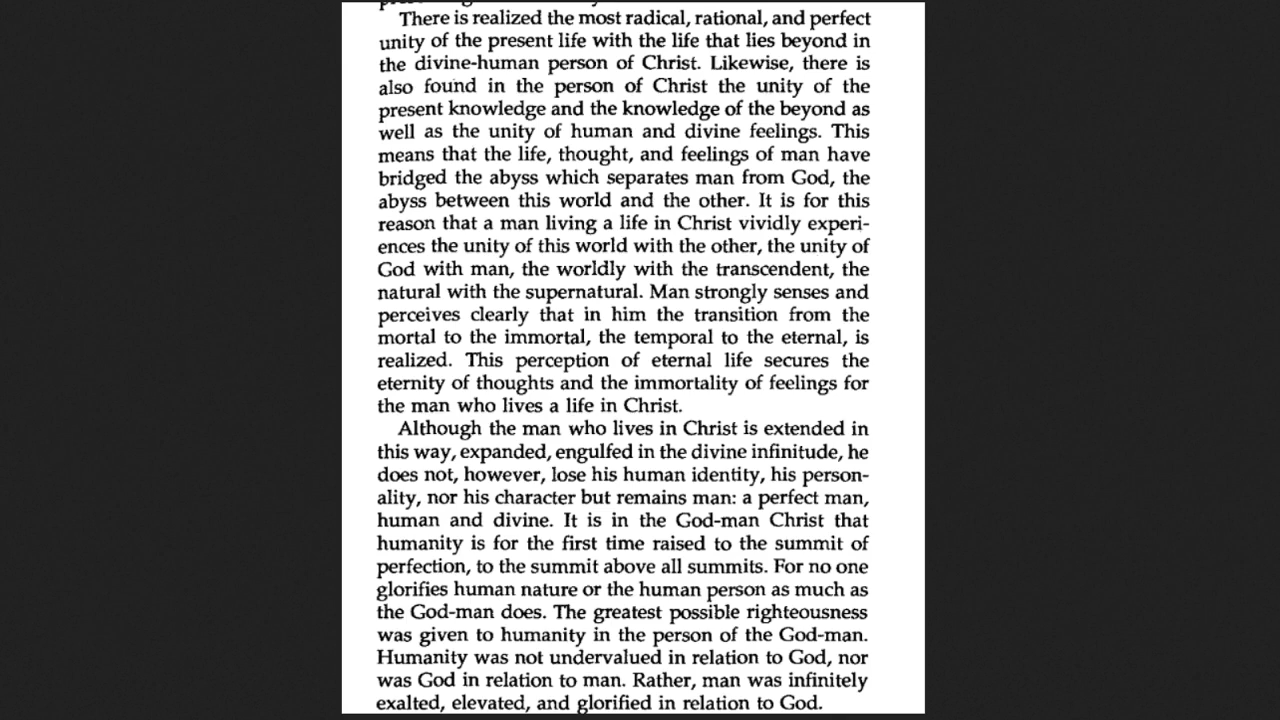 There is realized the most radical, rational, and perfect
unity of the present life with the life that lies beyond in
the divine-human person of Christ. Likewise, there is
also found in the person of Christ the unity of the
present knowledge and the knowledge of the beyond as
well as the unity of human and divine feelings. This
means that the life, thought, and feelings of man have
bridged the abyss which separates man from God, the
abyss between this world and the other. It is for this
reason that a man living a life in Christ vividly experi-
ences the unity of this world with the other, the unity of
God with man, the worldly with the transcendent, the
natural with the supernatural. Man strongly senses and
perceives clearly that in him the transition from the
mortal to the immortal, the temporal to the eternal, is
realized. This perception of eternal life secures the
eternity of thoughts and the immortality of feelings for
the man who lives a life in Christ.
Although the man who lives in Christ is extended in
this way, expanded, engulfed in the divine infinitude, he
does not, however, lose his human identity, his person-
ality, nor his character but remains man: a perfect man,
human and divine. It is in the God-man Christ that
humanity is for the first time raised to the summit of
perfection, to the summit above all summits. For no one
glorifies human nature or the human person as much as
the God-man does. The greatest possible righteousness
was given to humanity in the person of the God-man.
Humanity was not undervalued in relation to God, nor
was God in relation to man. Rather, man was infinitely
exalted, elevated, and glorified in relation to God.